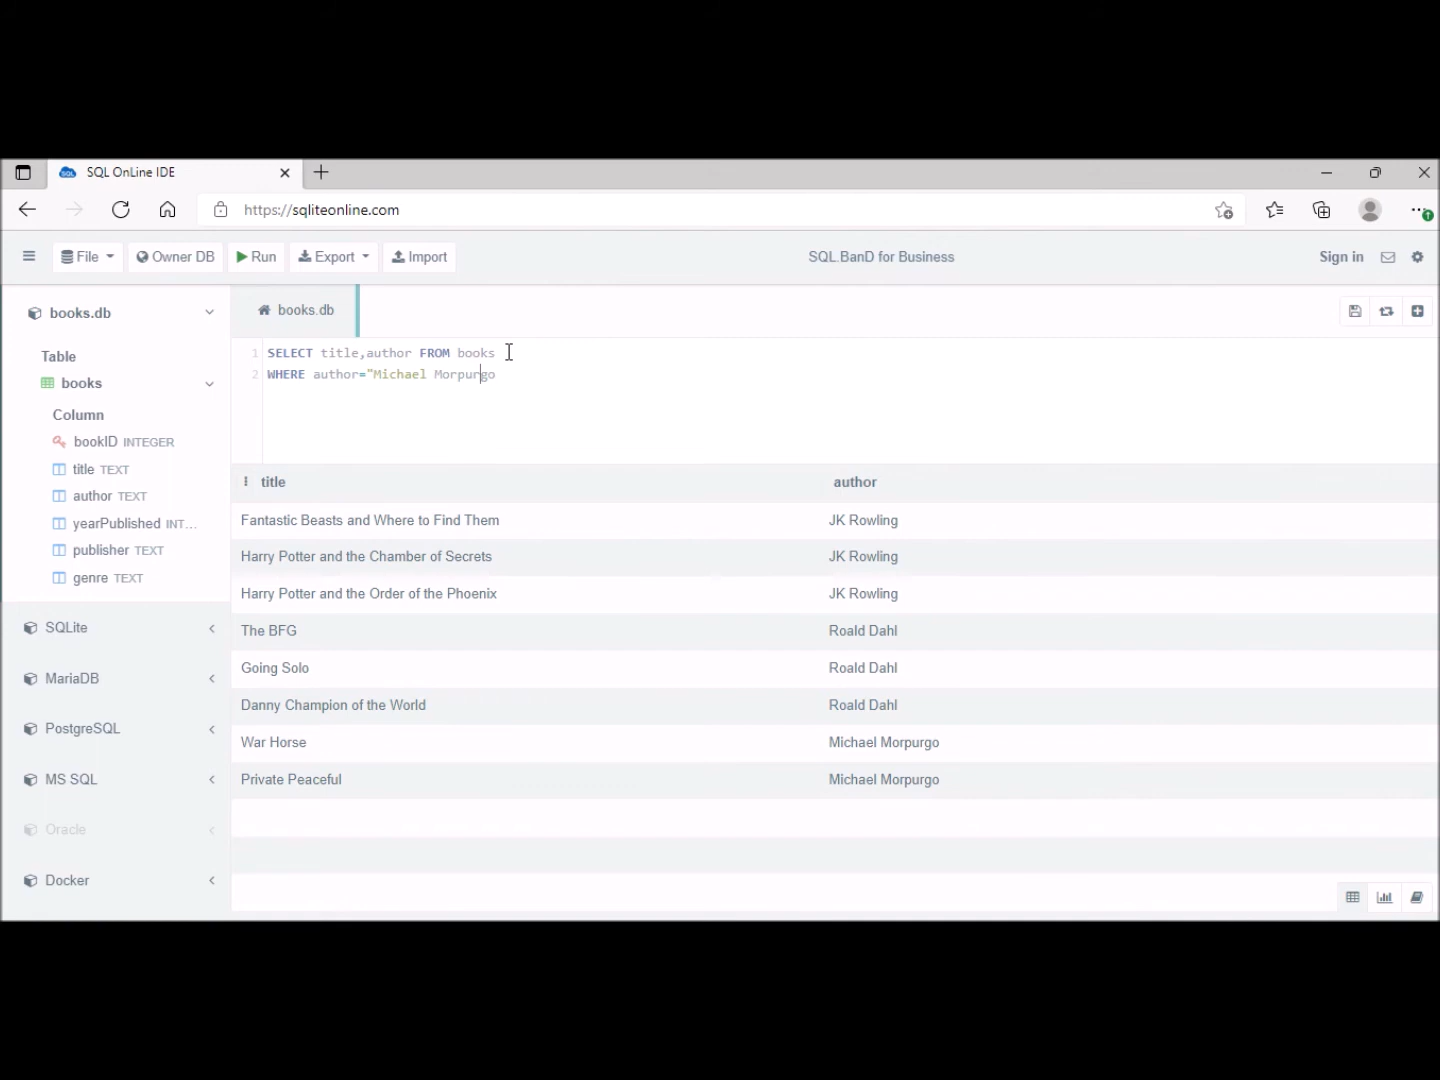 SQL OnLine IDE
https://sqliteonline.com
File Owner DB Run Export Import SQL.BanD for Business Sign in
books.db
Table
books
Column
bookID INTEGER
title TEXT
author TEXT
yearPublished INT...
publisher TEXT
genre TEXT
SQLite
MariaDB
PostgreSQL
MS SQL
Oracle
Docker
books.db
1 SELECT title,author FROM books
2 WHERE author="Michael Morpurgo
title author
Fantastic Beasts and Where to Find Them JK Rowling
Harry Potter and the Chamber of Secrets JK Rowling
Harry Potter and the Order of the Phoenix JK Rowling
The BFG Roald Dahl
Going Solo Roald Dahl
Danny Champion of the World Roald Dahl
War Horse Michael Morpurgo
Private Peaceful Michael Morpurgo